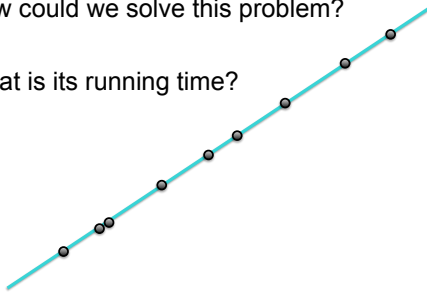 w could we solve this problem?
at is its running time?